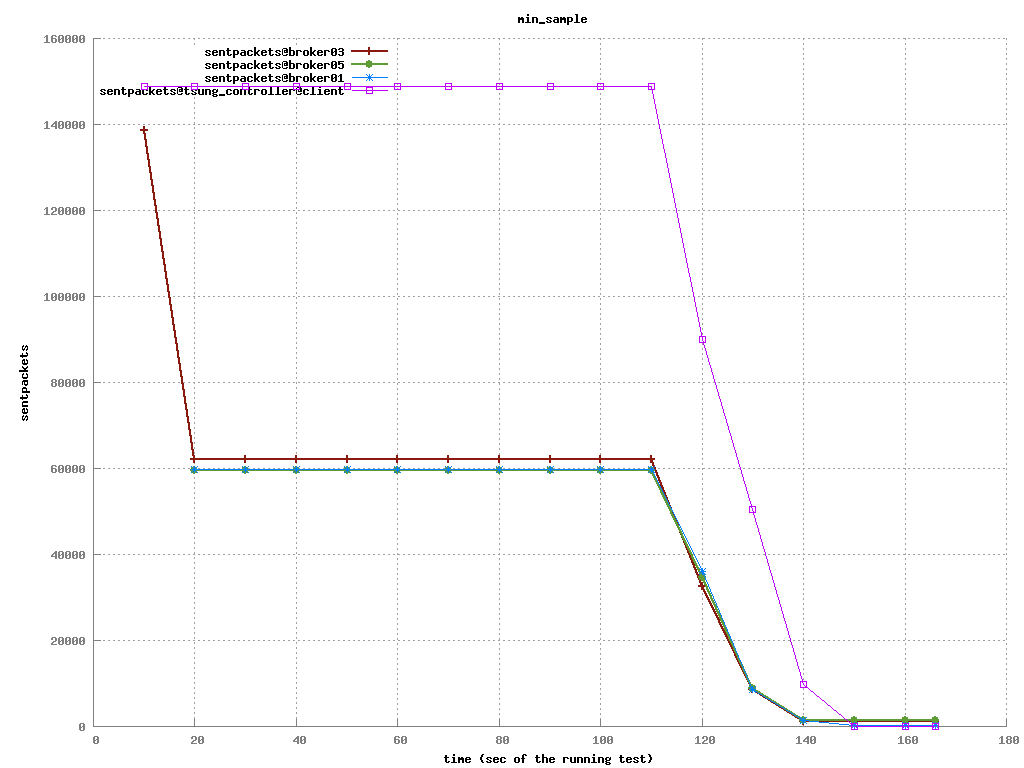 min_sample
160000
140000
120000
100000
80000
60000
40000
20000
0
sentpackets
sentpackets@broker03
sentpackets@broker05
sentpackets@broker01
sentpackets@tsung_controller@client
0 20 40 60 80 100 120 140 160 180
time (sec of the running test)